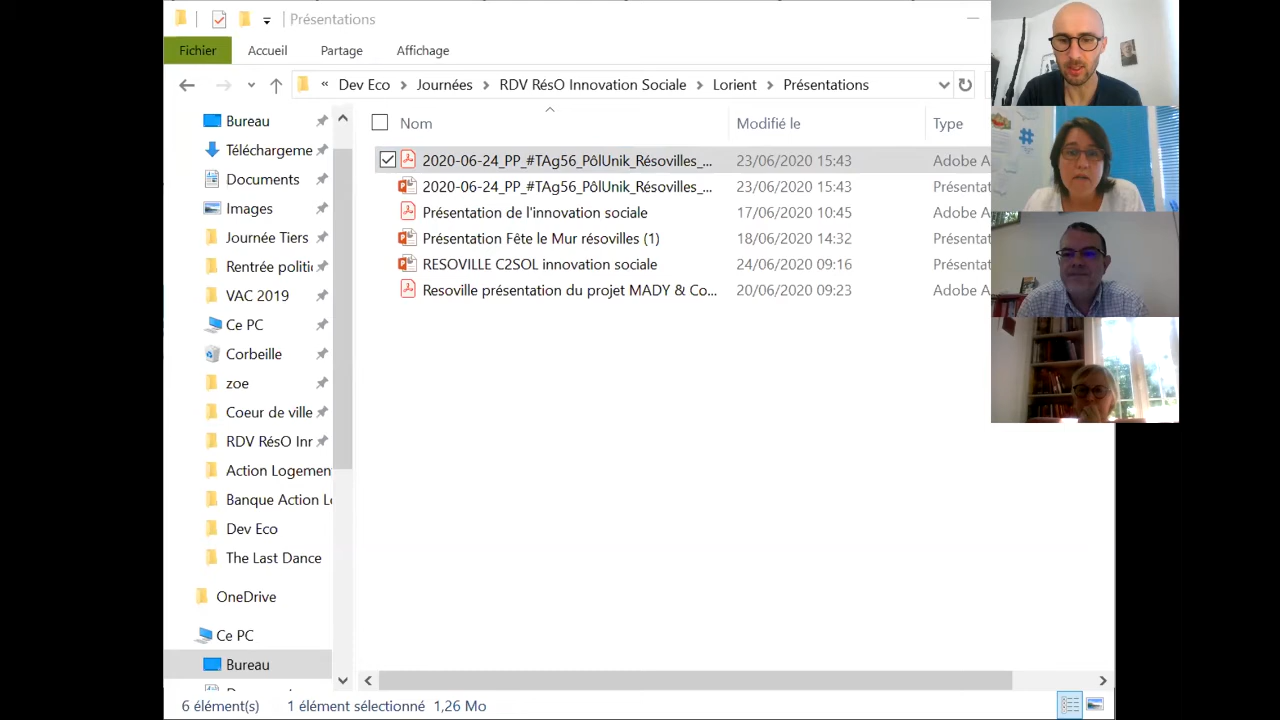 Présentations
Fichier Accueil Partage Affichage
« Dev Eco > Journées > RDV RésO Innovation Sociale > Lorient > Présentations
Nom Modifié le Type
Bureau
Téléchargeme
Documents
Images
Journée Tiers
Rentrée politi
VAC 2019
Ce PC
Corbeille
zoe
Coeur de ville
RDV RésO Inr
Action Logemen
Banque Action Lo
Dev Eco
The Last Dance
OneDrive
Ce PC
Bureau
2020-06-24_PP_#TAg56_PôlUnik_Résovilles_... 23/06/2020 15:43 Adobe A
2020-06-24_PP_#TAg56_PôlUnik_Résovilles_... 23/06/2020 15:43 Présenta
Présentation de l'innovation sociale 17/06/2020 10:45 Adobe A
Présentation Fête le Mur résovilles (1) 18/06/2020 14:32 Présenta
RESOVILLE C2SOL innovation sociale 24/06/2020 09:16 Présenta
Resoville présentation du projet MADY & Co... 20/06/2020 09:23 Adobe A
6 élément(s) 1 élément sélectionné 1,26 Mo